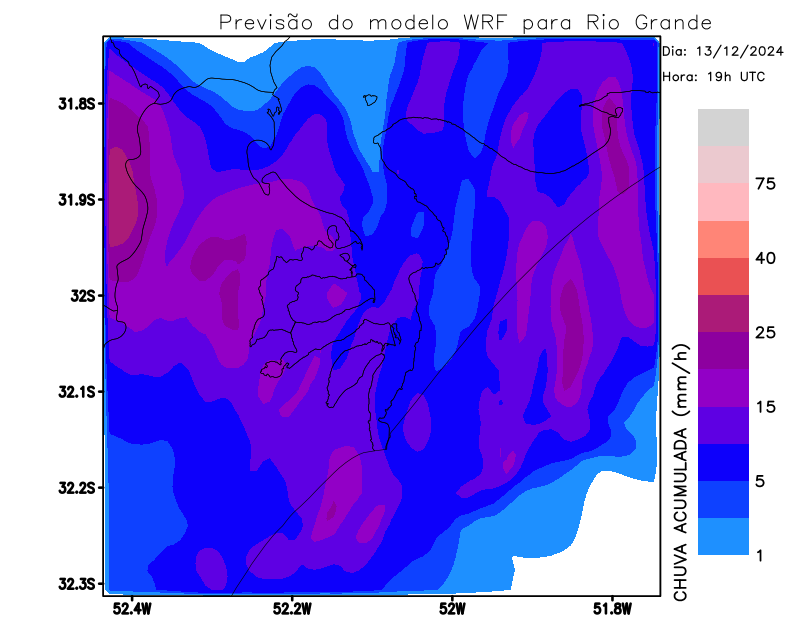 Previsão do modelo WRF para Rio Grande
Dia: 13/12/2024
Hora: 19h UTC
31.8S
31.9S
32S
32.1S
32.2S
32.3S
52.4W
52.2W
52W
51.8W
75
40
25
15
5
1
CHUVA ACUMULADA (mm/h)